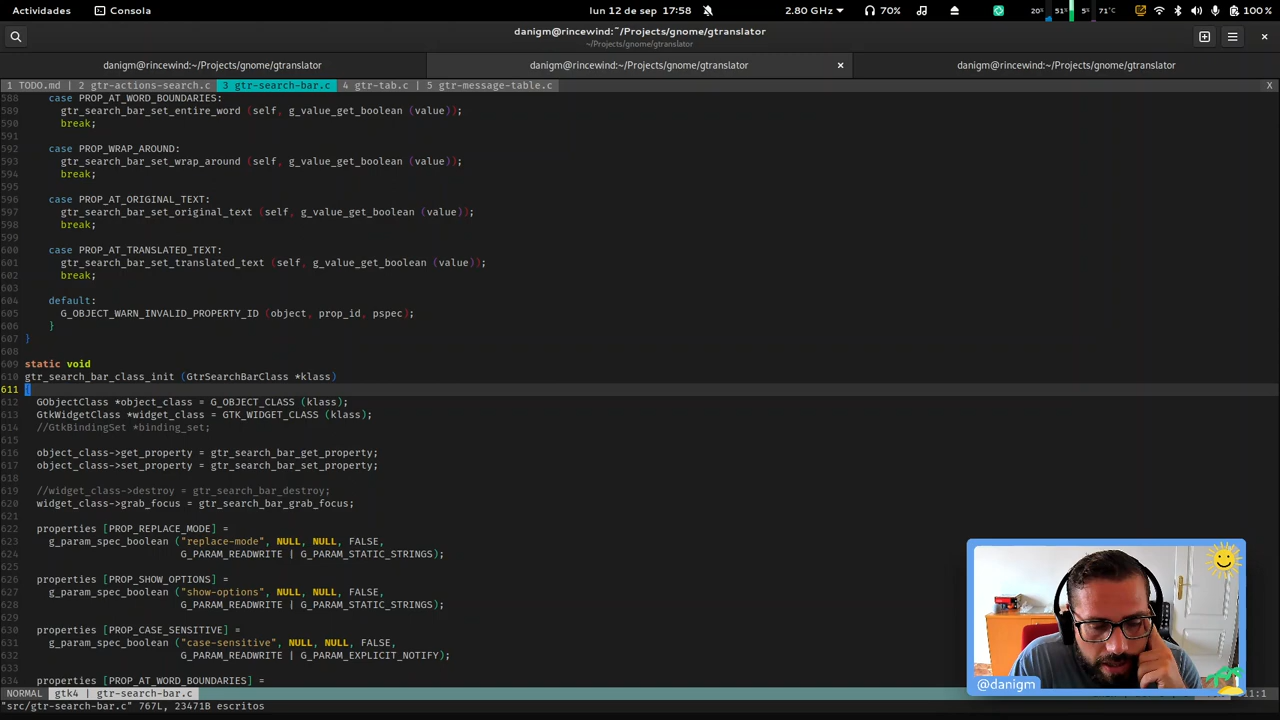 Actividades
Consola
lun 12 de sep 17:58
2.80 GHz
70%
20%
51%
5%
71°C
100 %
danigm@rincewind:~/Projects/gnome/gtranslator
~/Projects/gnome/gtranslator
danigm@rincewind:~/Projects/gnome/gtranslator
danigm@rincewind:~/Projects/gnome/gtranslator
danigm@rincewind:~/Projects/gnome/gtranslator
1 TODO.md | 2 gtr-actions-search.c | 3 gtr-search-bar.c | 4 gtr-tab.c | 5 gtr-message-table.c X
588 case PROP_AT_WORD_BOUNDARIES:
589 gtr_search_bar_set_entire_word (self, g_value_get_boolean (value));
590 break;
591
592 case PROP_WRAP_AROUND:
593 gtr_search_bar_set_wrap_around (self, g_value_get_boolean (value));
594 break;
595
596 case PROP_AT_ORIGINAL_TEXT:
597 gtr_search_bar_set_original_text (self, g_value_get_boolean (value));
598 break;
599
600 case PROP_AT_TRANSLATED_TEXT:
601 gtr_search_bar_set_translated_text (self, g_value_get_boolean (value));
602 break;
603
604 default:
605 G_OBJECT_WARN_INVALID_PROPERTY_ID (object, prop_id, pspec);
606 }
607 }
608
609 static void
610 gtr_search_bar_class_init (GtrSearchBarClass *klass)
611 {
612 GObjectClass *object_class = G_OBJECT_CLASS (klass);
613 GtkWidgetClass *widget_class = GTK_WIDGET_CLASS (klass);
614 //GtkBindingSet *binding_set;
615
616 object_class->get_property = gtr_search_bar_get_property;
617 object_class->set_property = gtr_search_bar_set_property;
618
619 //widget_class->destroy = gtr_search_bar_destroy;
620 widget_class->grab_focus = gtr_search_bar_grab_focus;
621
622 properties [PROP_REPLACE_MODE] =
623 g_param_spec_boolean ("replace-mode", NULL, NULL, FALSE,
624 G_PARAM_READWRITE | G_PARAM_STATIC_STRINGS);
625
626 properties [PROP_SHOW_OPTIONS] =
627 g_param_spec_boolean ("show-options", NULL, NULL, FALSE,
628 G_PARAM_READWRITE | G_PARAM_STATIC_STRINGS);
629
630 properties [PROP_CASE_SENSITIVE] =
631 g_param_spec_boolean ("case-sensitive", NULL, NULL, FALSE,
632 G_PARAM_READWRITE | G_PARAM_EXPLICIT_NOTIFY);
633
634 properties [PROP_AT_WORD_BOUNDARIES] =
NORMAL gtk4 | gtr-search-bar.c
"src/gtr-search-bar.c" 767L, 23471B escritos
@danigm